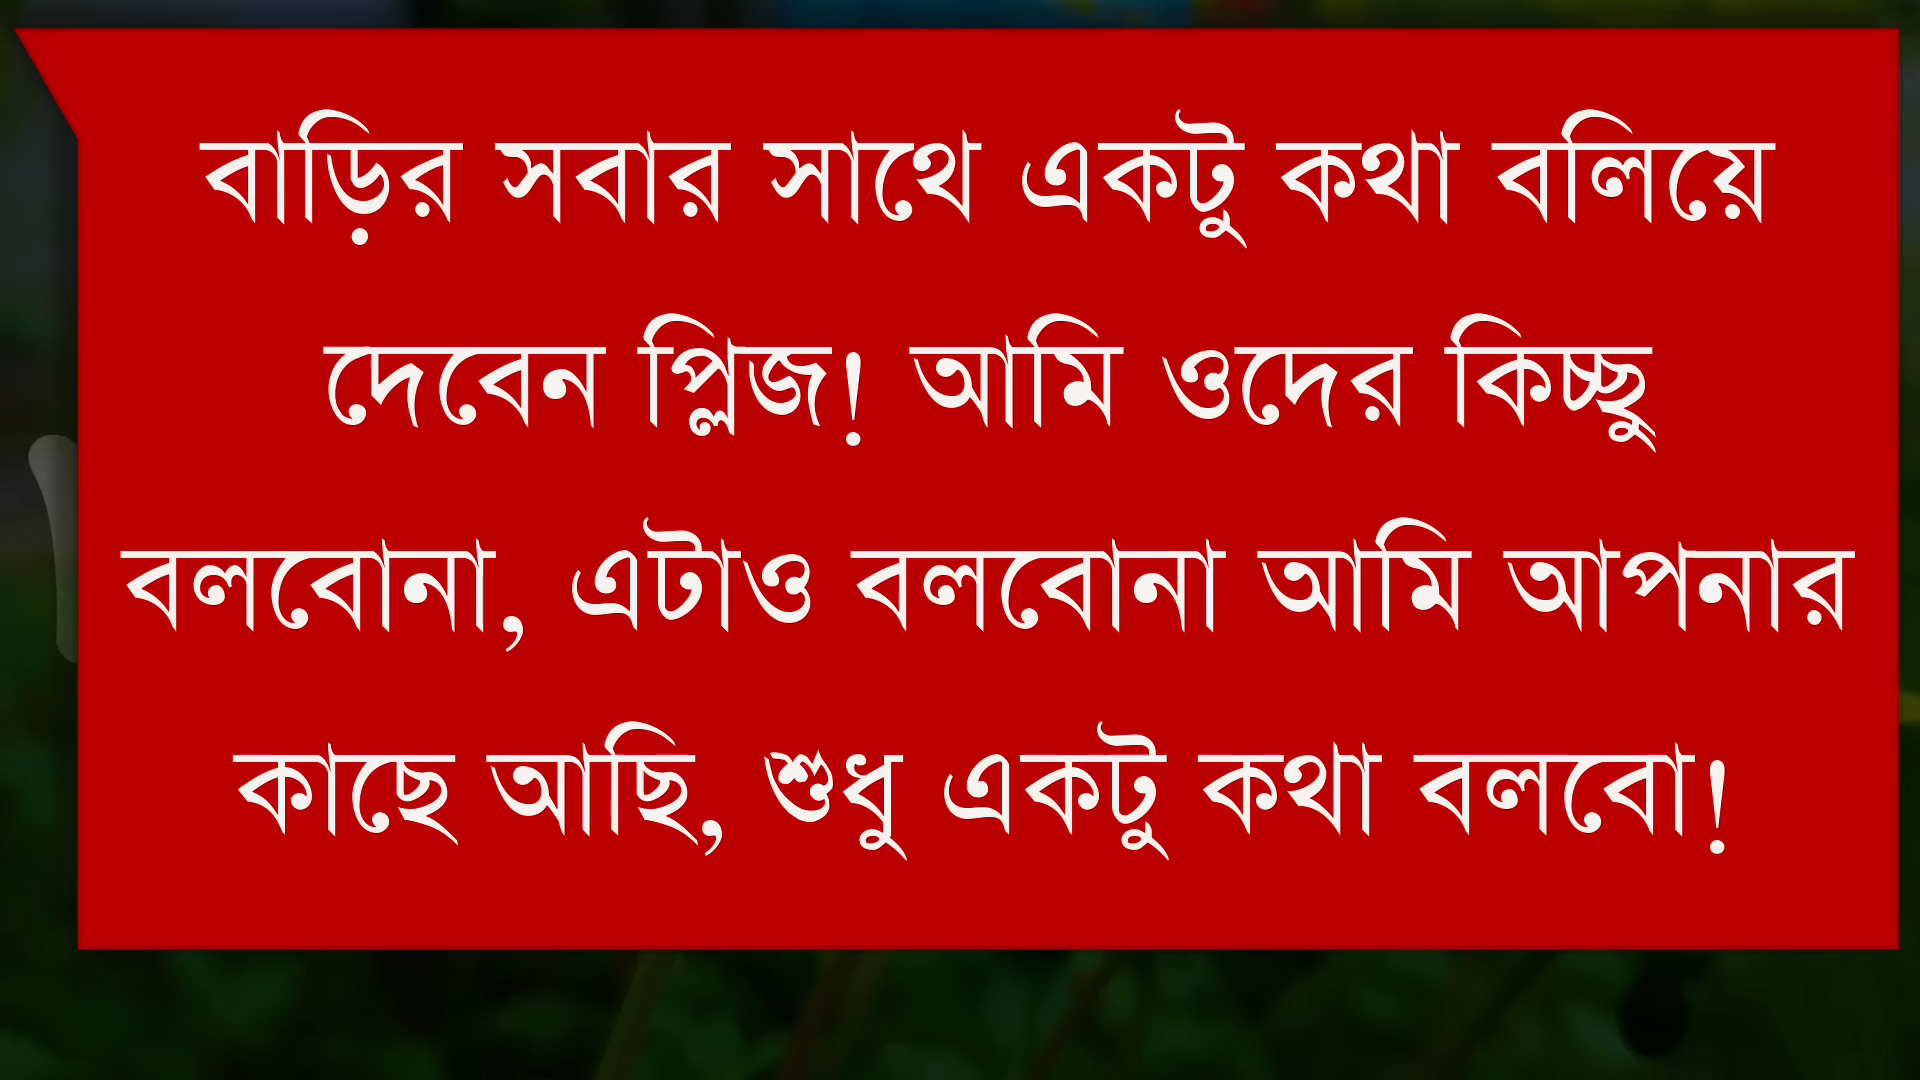 বাড়ির সবার সাথে একটু কথা বলিয়ে
দেবেন প্লিজ! আমি ওদের কিচ্ছু
বলবোনা, এটাও বলবোনা আমি আপনার
কাছে আছি, শুধু একটু কথা বলবো!